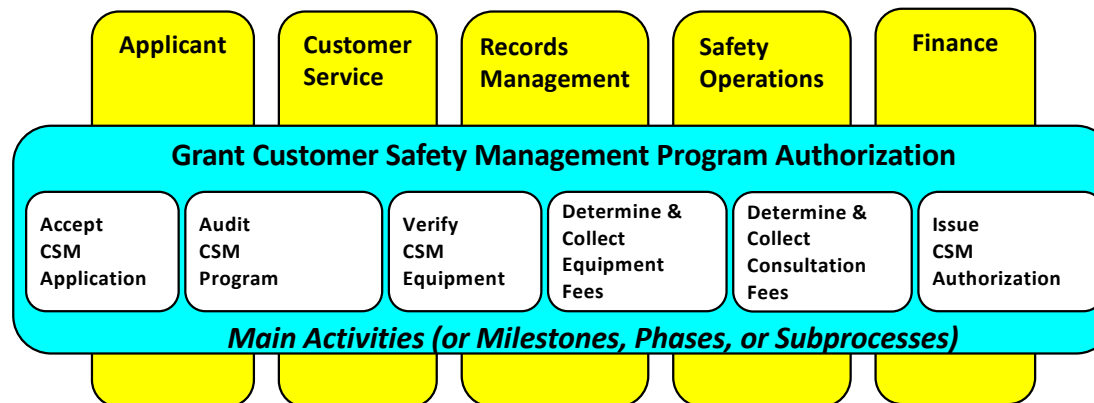 Applicant
Customer
Service
Records
Management
Safety
Operations
Finance
Grant Customer Safety Management Program Authorization
Accept
CSM
Application
Audit
CSM
Program
Verify
CSM
Equipment
Determine &
Collect
Equipment
Fees
Determine &
Collect
Consultation
Fees
Issue
CSM
Authorization
Main Activities (or Milestones, Phases, or Subprocesses)